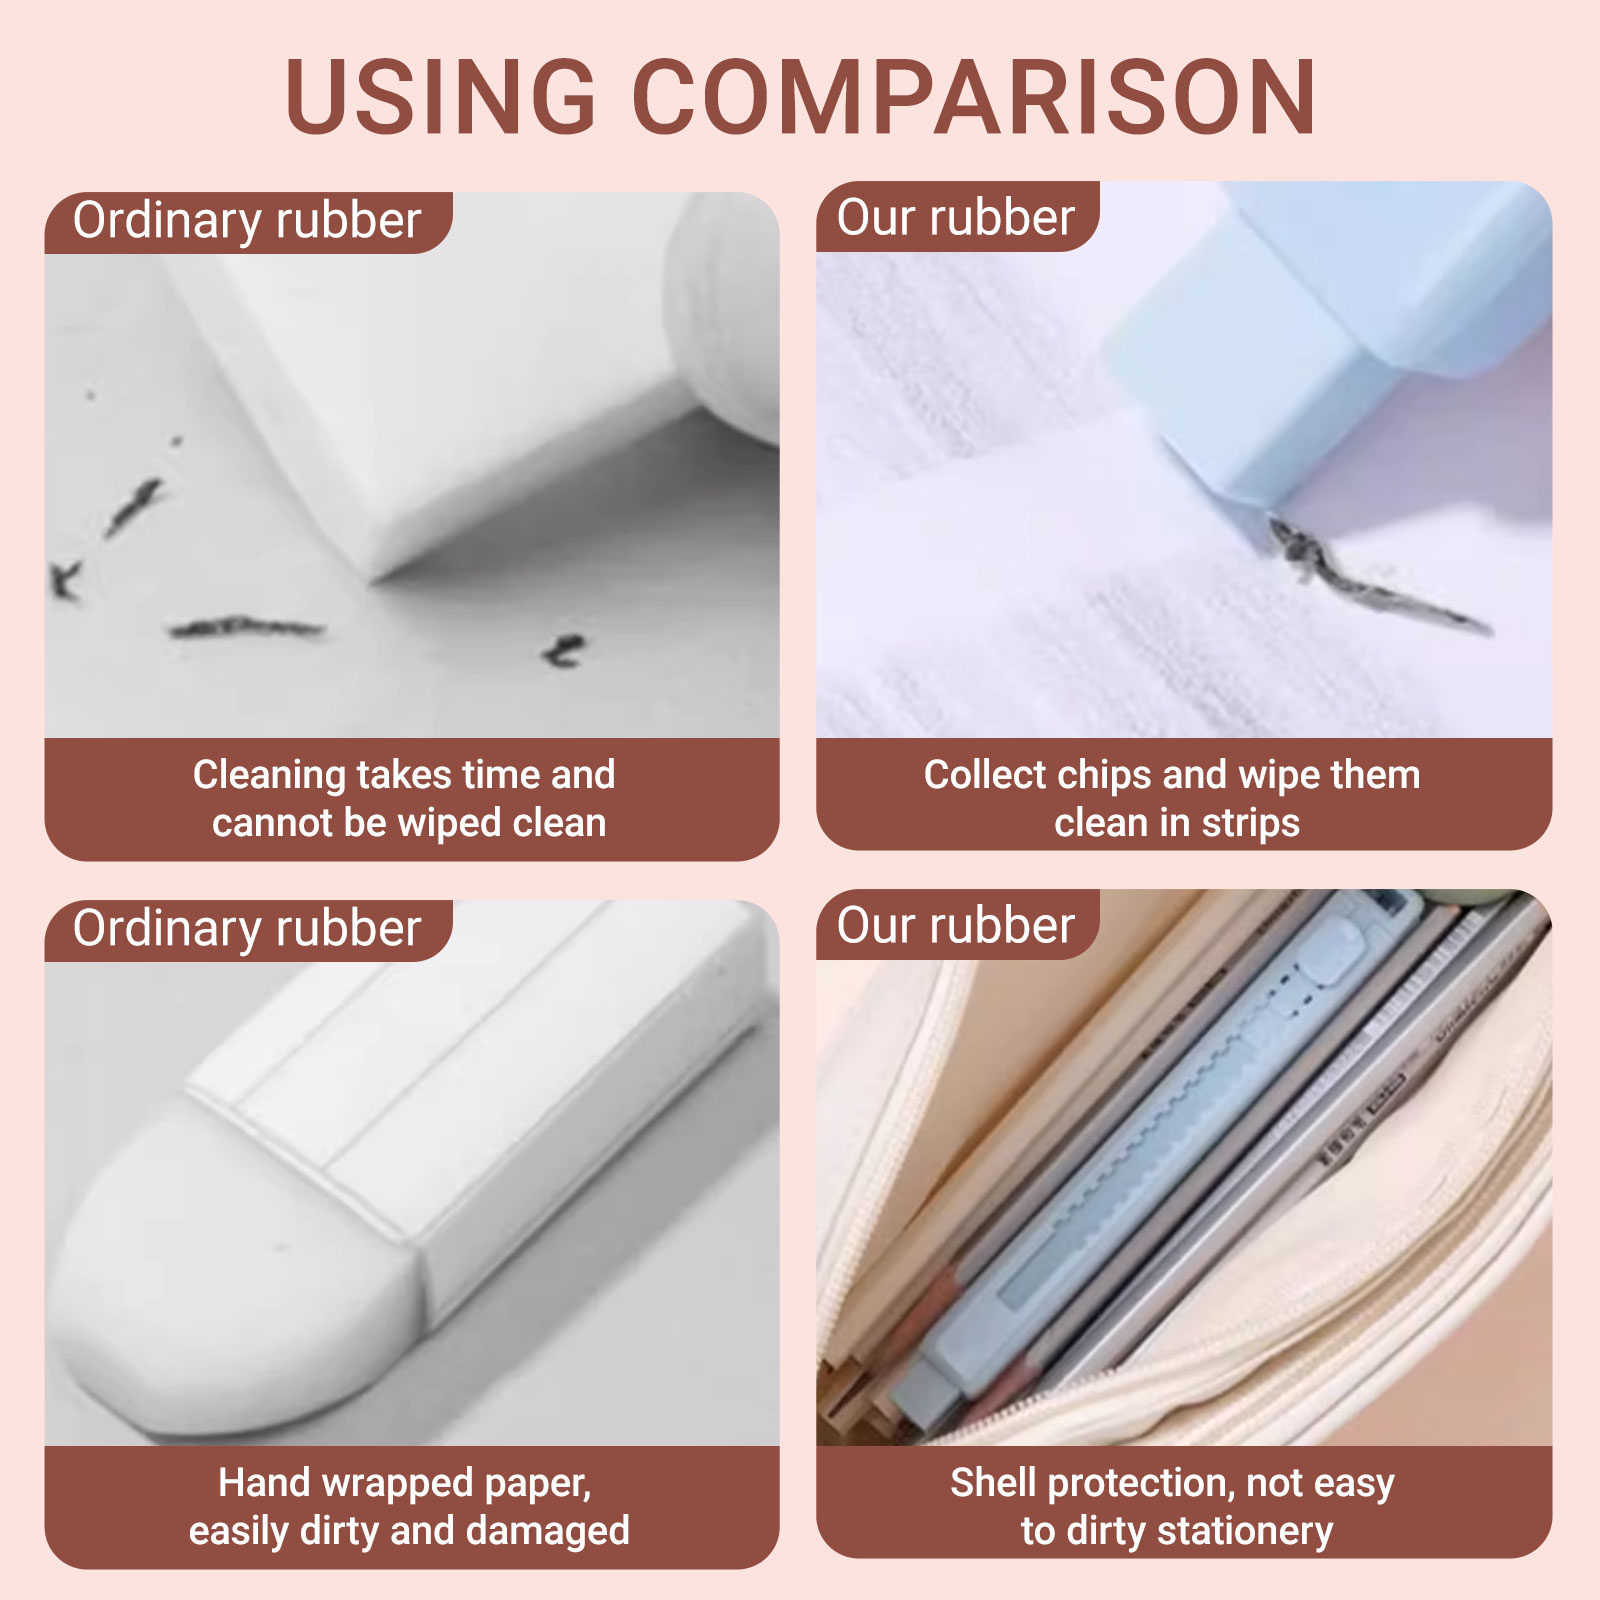 USING COMPARISON
Ordinary rubber
Our rubber
Cleaning takes time and
cannot be wiped clean
Collect chips and wipe them
clean in strips
Ordinary rubber
Our rubber
Hand wrapped paper,
easily dirty and damaged
Shell protection, not easy
to dirty stationery